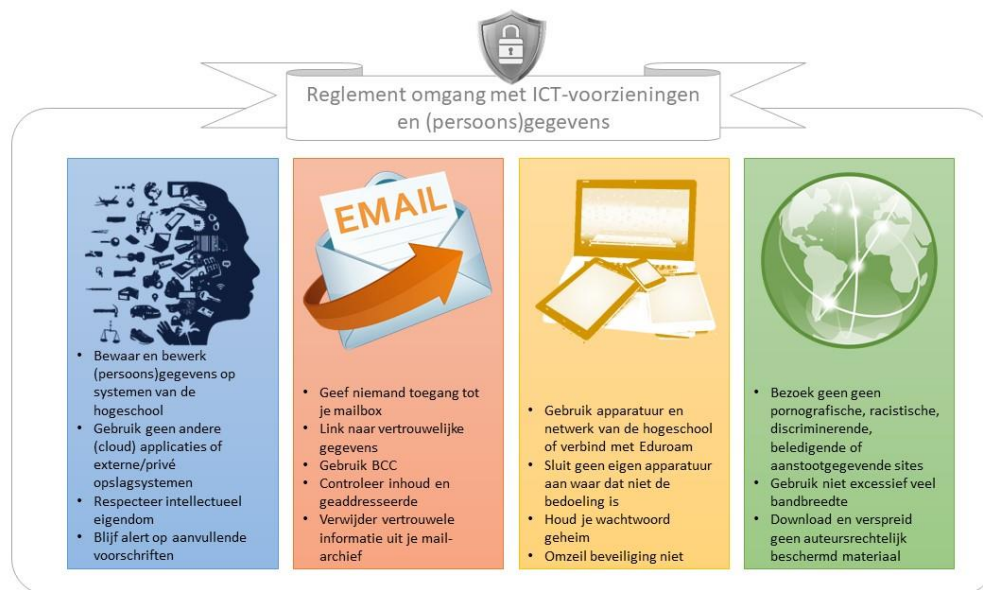 Reglement omgang met ICT-voorzieningen
en (persoons)gegevens
• Bewaar en bewerk
(persoons)gegevens op
systemen van de
hogeschool
• Gebruik geen andere
(cloud) applicaties of
externe/privé
opslagsystemen
• Respecteer intellectueel
eigendom
• Blijf alert op aanvullende
voorschriften
EMAIL
• Geef niemand toegang tot
je mailbox
• Link naar vertrouwelijke
gegevens
• Gebruik BCC
• Controleer inhoud en
geaddresseerde
• Verwijder vertrouwele
informatie uit je mail-
archief
• Gebruik apparatuur en
netwerk van de hogeschool
of verbind met Eduroam
• Sluit geen eigen apparatuur
aan waar dat niet de
bedoeling is
• Houd je wachtwoord
geheim
• Omzeil beveiliging niet
• Bezoek geen geen
pornografische, racistische,
discriminerende,
beledigende of
aanstootgegevende sites
• Gebruik niet excessief veel
bandbreedte
• Download en verspreid
geen auteursrechtelijk
beschermd materiaal